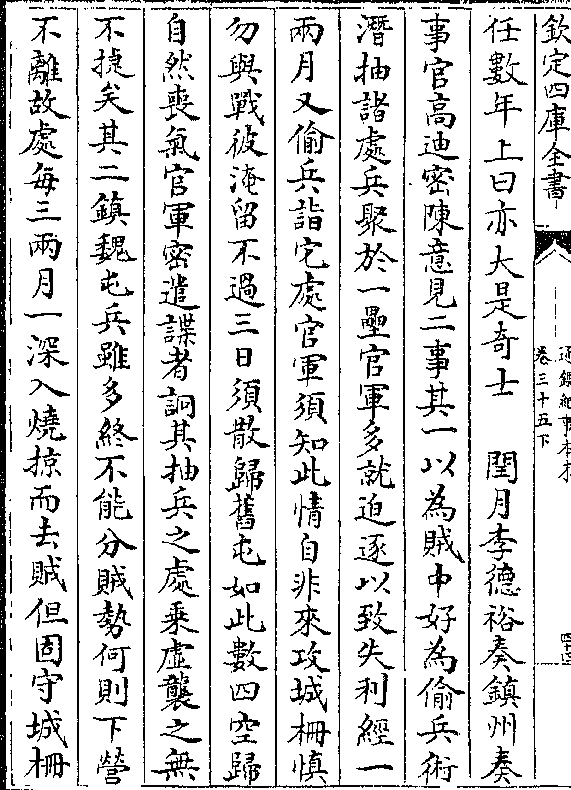 欽定四庫全書
通鑑紀事本末
卷三十五下
任數年上曰亦大是奇士　閏月李德裕奏鎮州奏
事官高迪密陳意見二事其一以為賊中好為偷兵術
潛抽諸處兵聚於一壘官軍多就迫逐以致失利經一
兩月又偷兵詣它處官軍須知此情自非來攻城柵慎
勿與戰彼淹留不過三日須散歸舊屯如此數四空歸
自然喪氣官軍密遣諜者詗其抽兵之處乗虛襲之無
不㨗矣其二鎮魏屯兵雖多終不能分賊勢何則下營
不離故處每三兩月一深入燒掠而去賊但固守城柵